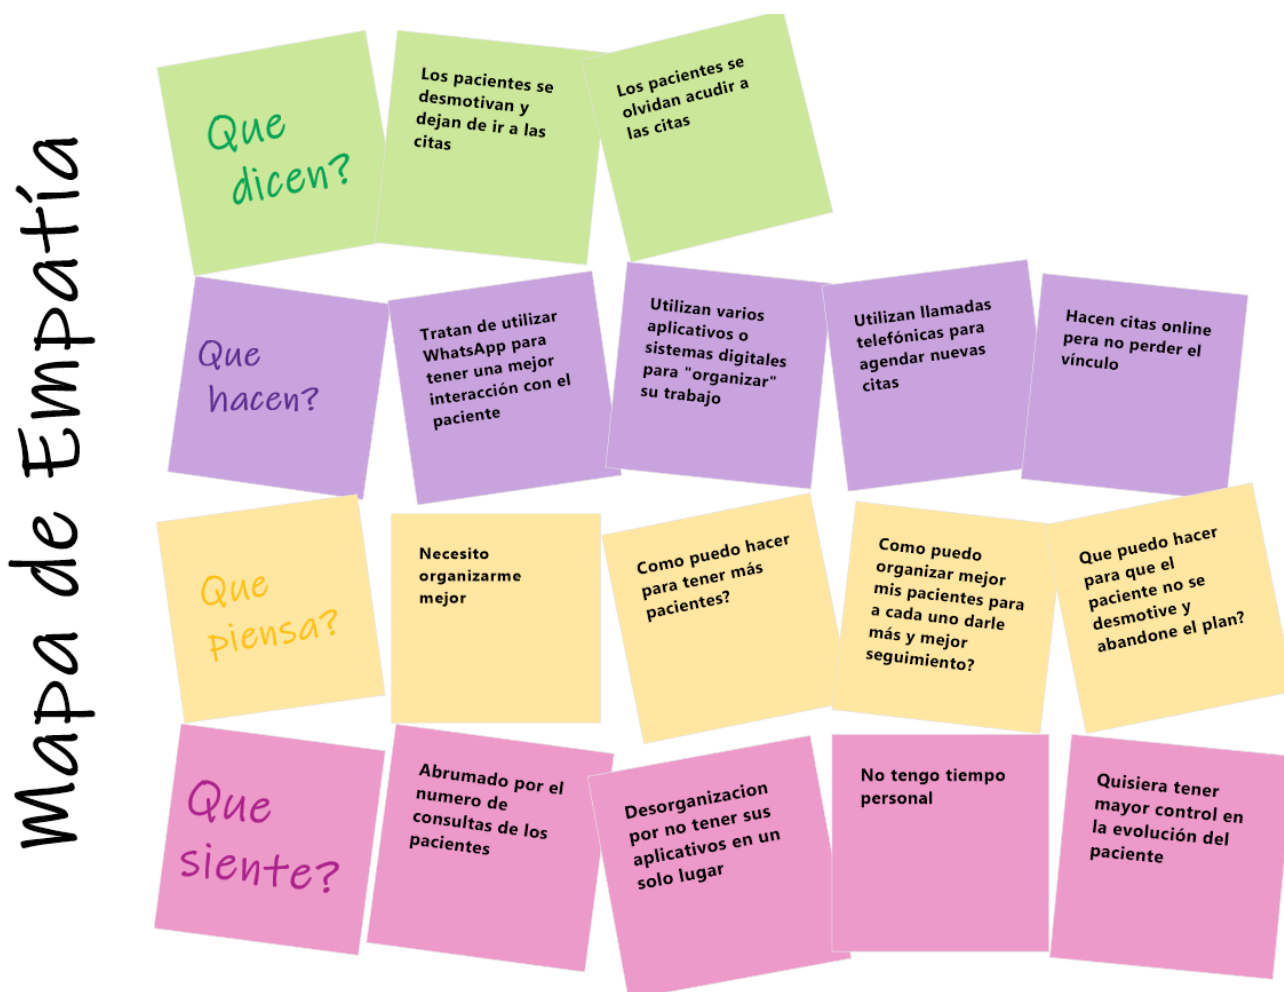 Mapa de Empatía
Que
dicen?
Los pacientes se
desmotivan y
dejan de ir a las
citas
Los pacientes se
olvidan acudir a
las citas
Que
hacen?
Tratan de utilizar
WhatsApp para
tener una mejor
interacción con el
paciente
Utilizan varios
aplicativos o
sistemas digitales
para "organizar"
su trabajo
Utilizan llamadas
telefónicas para
agendar nuevas
citas
Hacen citas online
pera no perder el
vínculo
Que
piensa?
Necesito
organizarme
mejor
Como puedo hacer
para tener más
pacientes?
Como puedo
organizar mejor
mis pacientes para
a cada uno darle
más y mejor
seguimiento?
Que puedo hacer
para que el
paciente no se
desmotive y
abandone el plan?
Que
siente?
Abrumado por el
numero de
consultas de los
pacientes
Desorganizacion
por no tener sus
aplicativos en un
solo lugar
No tengo tiempo
personal
Quisiera tener
mayor control en
la evolución del
paciente